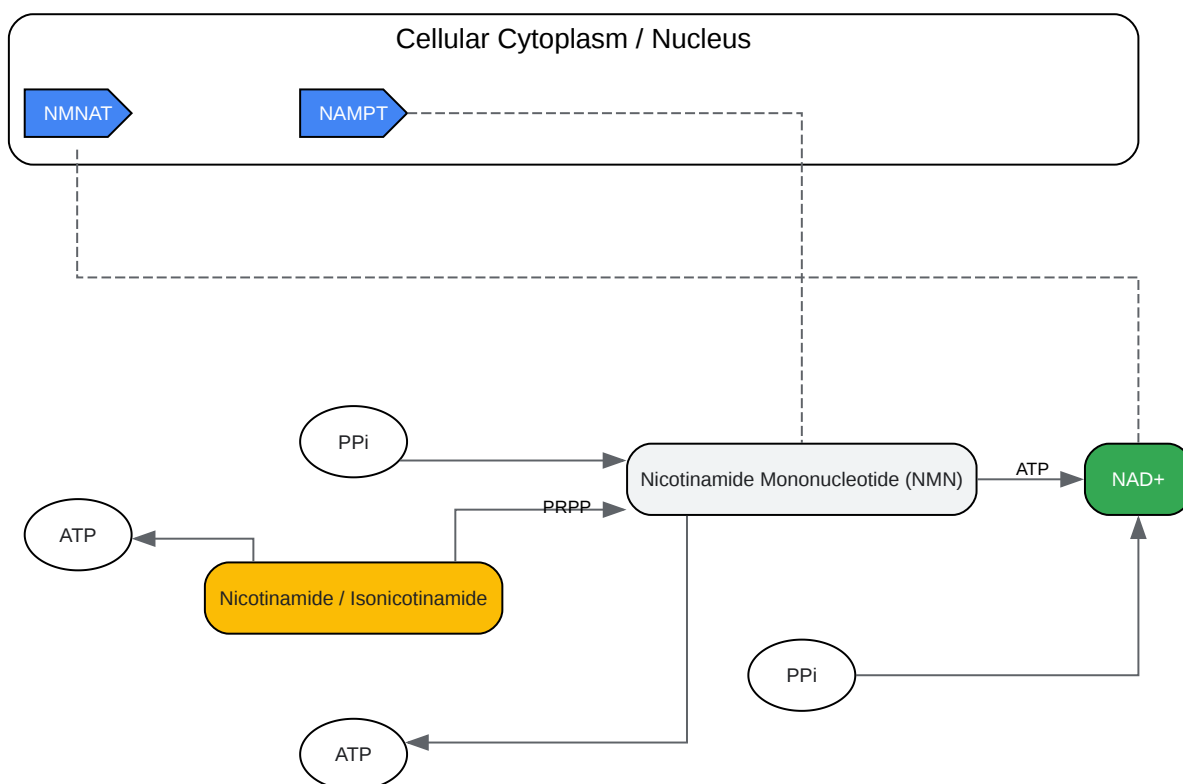 Cellular Cytoplasm / Nucleus
NMNAT
NAMPT
PPi
Nicotinamide Mononucleotide (NMN)
ATP
NAD+
PRPP
ATP
Nicotinamide / Isonicotinamide
PPi
ATP